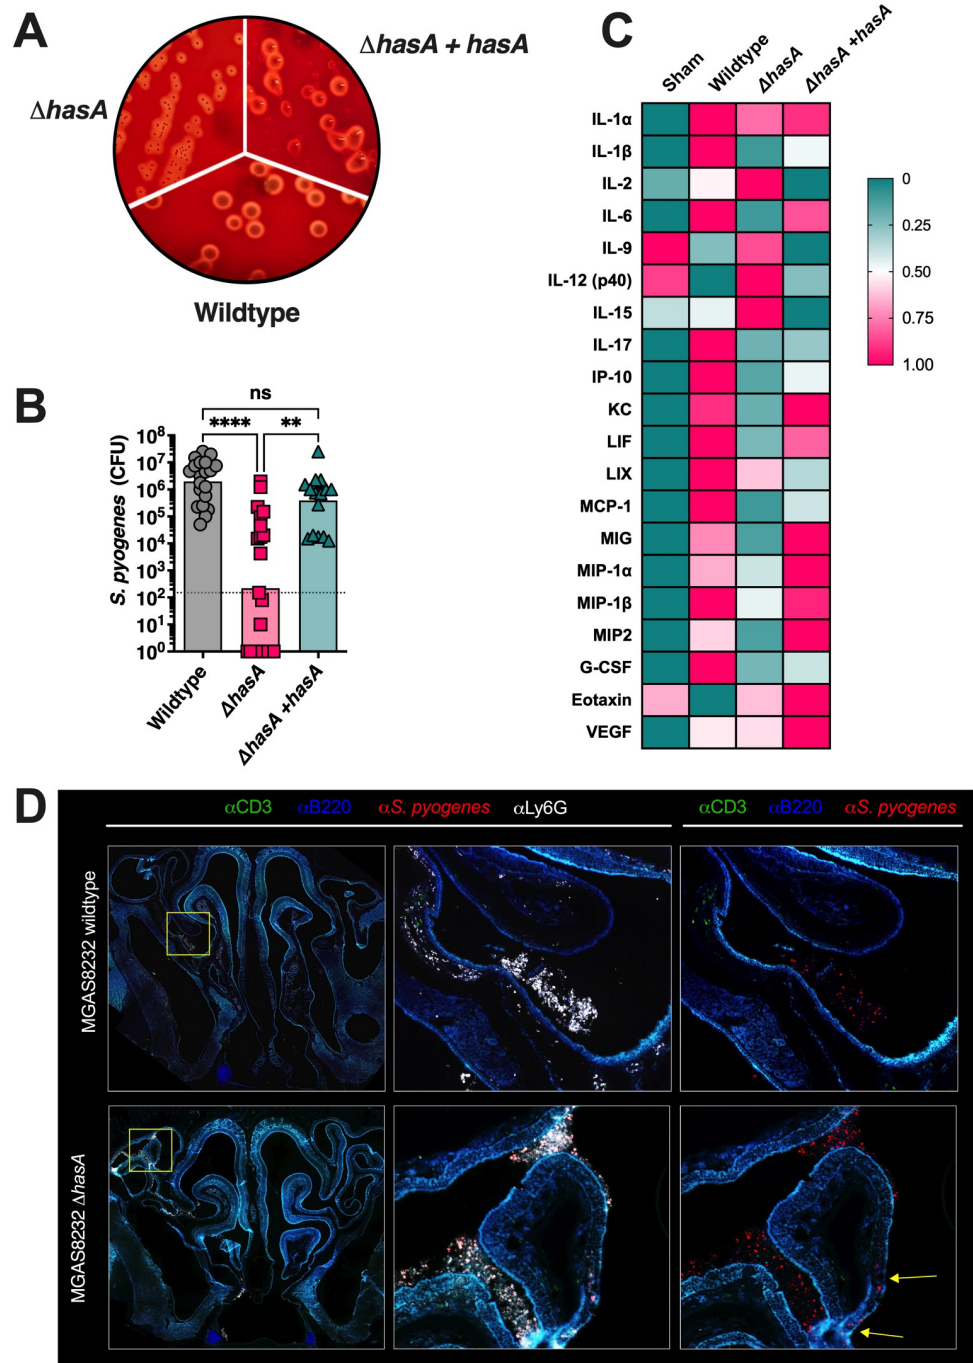 A
ΔhasA
ΔhasA + hasA
Wildtype
B
ns
****
**
S. pyogenes (CFU)
10⁸
10⁷
10⁶
10⁵
10⁴
10³
10²
10¹
10⁰
Wildtype
ΔhasA
ΔhasA +hasA
C
Sham
Wildtype
ΔhasA
ΔhasA +hasA
IL-1α
IL-1β
IL-2
IL-6
IL-9
IL-12 (p40)
IL-15
IL-17
IP-10
KC
LIF
LIX
MCP-1
MIG
MIP-1α
MIP-1β
MIP2
G-CSF
Eotaxin
VEGF
0
0.25
0.50
0.75
1.00
D
αCD3 αB220 αS. pyogenes αLy6G
αCD3 αB220 αS. pyogenes
MGAS8232 wildtype
MGAS8232 ΔhasA